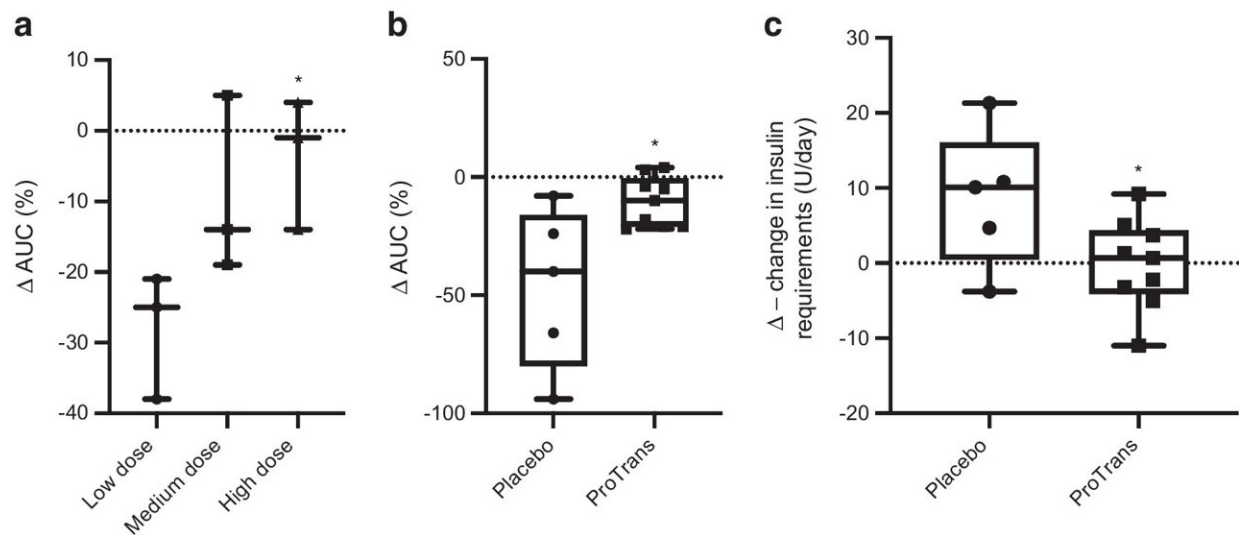 a
10
0
-10
-20
-30
-40
Δ AUC (%)
*
Low dose
Medium dose
High dose
b
50
0
-50
-100
Δ AUC (%)
*
Placebo
ProTrans
c
30
20
10
0
-10
-20
Δ – change in insulin
requirements (U/day)
*
Placebo
ProTrans